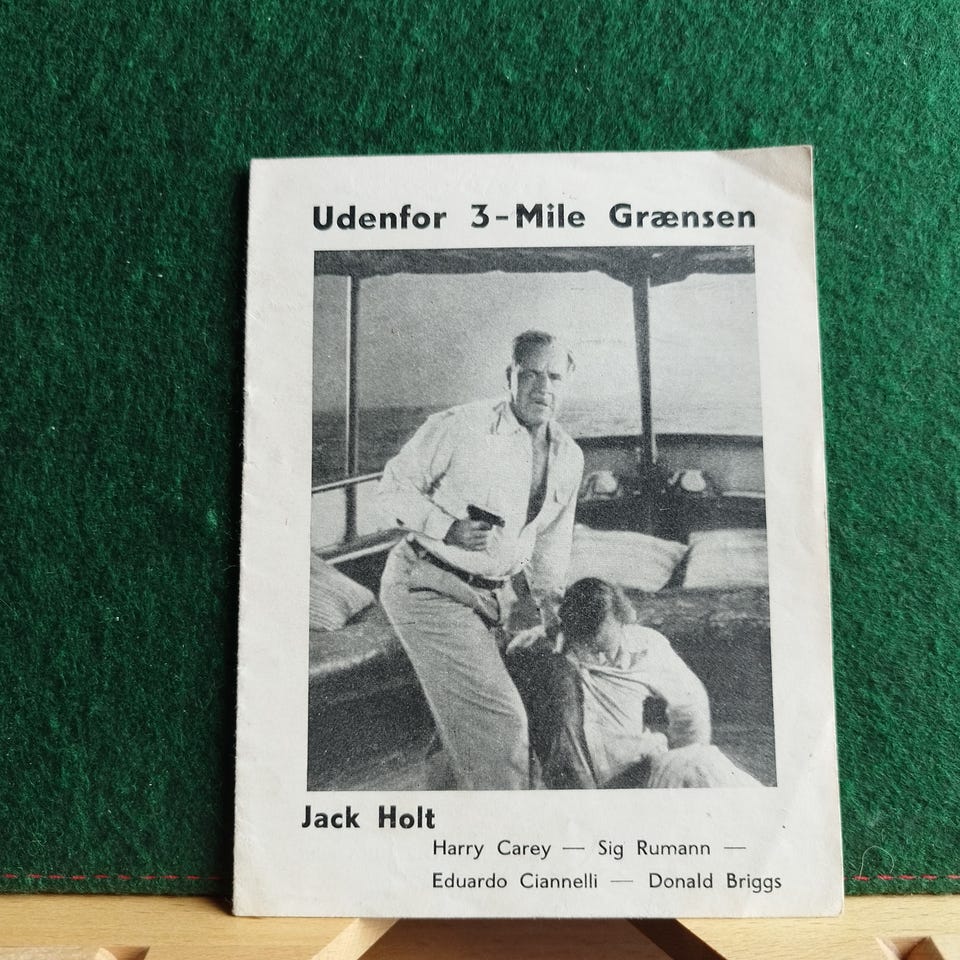 Udenfor 3-Mile Grænsen
Jack Holt
Harry Carey — Sig Rumann —
Eduardo Ciannelli — Donald Briggs